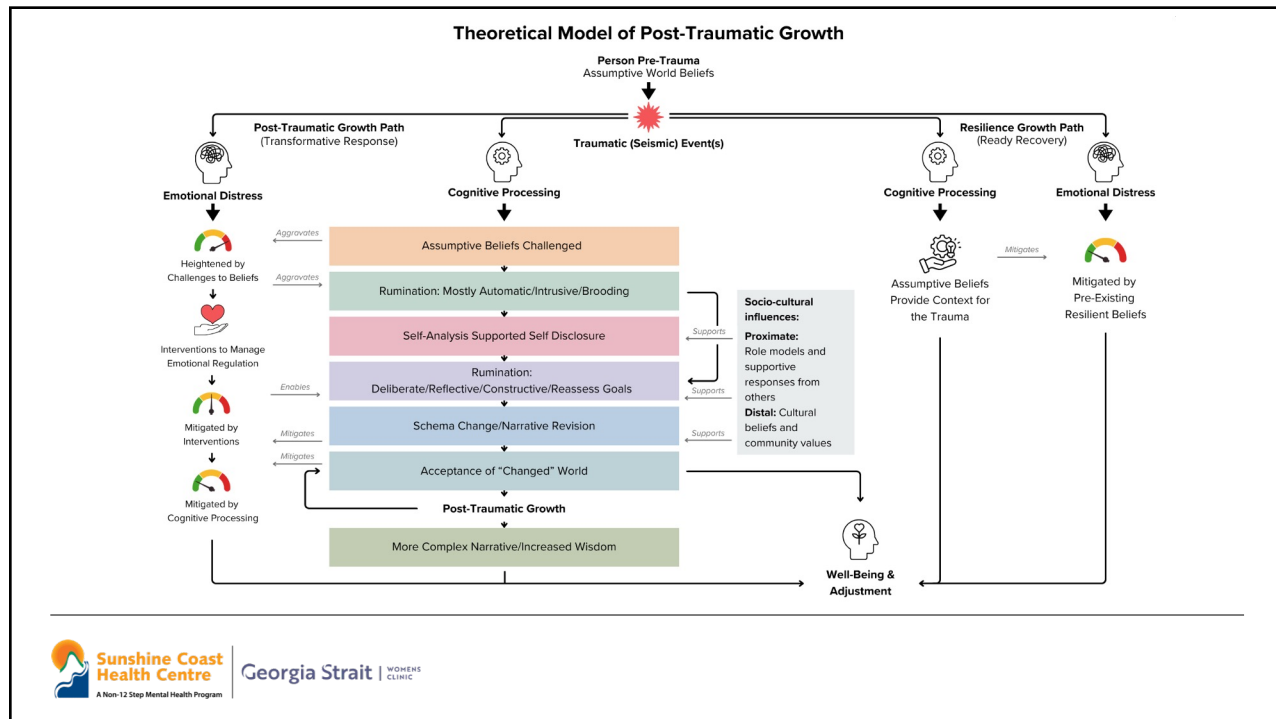 Theoretical Model of Post-Traumatic Growth
Person Pre-Trauma
Assumptive World Beliefs
Traumatic (Seismic) Event(s)
Post-Traumatic Growth Path
(Transformative Response)
Emotional Distress
Heightened by
Challenges to Beliefs
Interventions to Manage
Emotional Regulation
Mitigated by
Interventions
Mitigated by
Cognitive Processing
Aggravates
Aggravates
Enables
Mitigates
Mitigates
Cognitive Processing
Assumptive Beliefs Challenged
Rumination: Mostly Automatic/Intrusive/Brooding
Self-Analysis Supported Self Disclosure
Rumination:
Deliberate/Reflective/Constructive/Reassess Goals
Schema Change/Narrative Revision
Acceptance of “Changed” World
Post-Traumatic Growth
More Complex Narrative/Increased Wisdom
Supports
Supports
Supports
Socio-cultural
influences:
Proximate:
Role models and
supportive
responses from
others
Distal: Cultural
beliefs and
community values
Resilience Growth Path
(Ready Recovery)
Cognitive Processing
Assumptive Beliefs
Provide Context for
the Trauma
Mitigates
Emotional Distress
Mitigated by
Pre-Existing
Resilient Beliefs
Well-Being &
Adjustment
Sunshine Coast
Health Centre
A Non-12 Step Mental Health Program
Georgia Strait | WOMENS
CLINIC